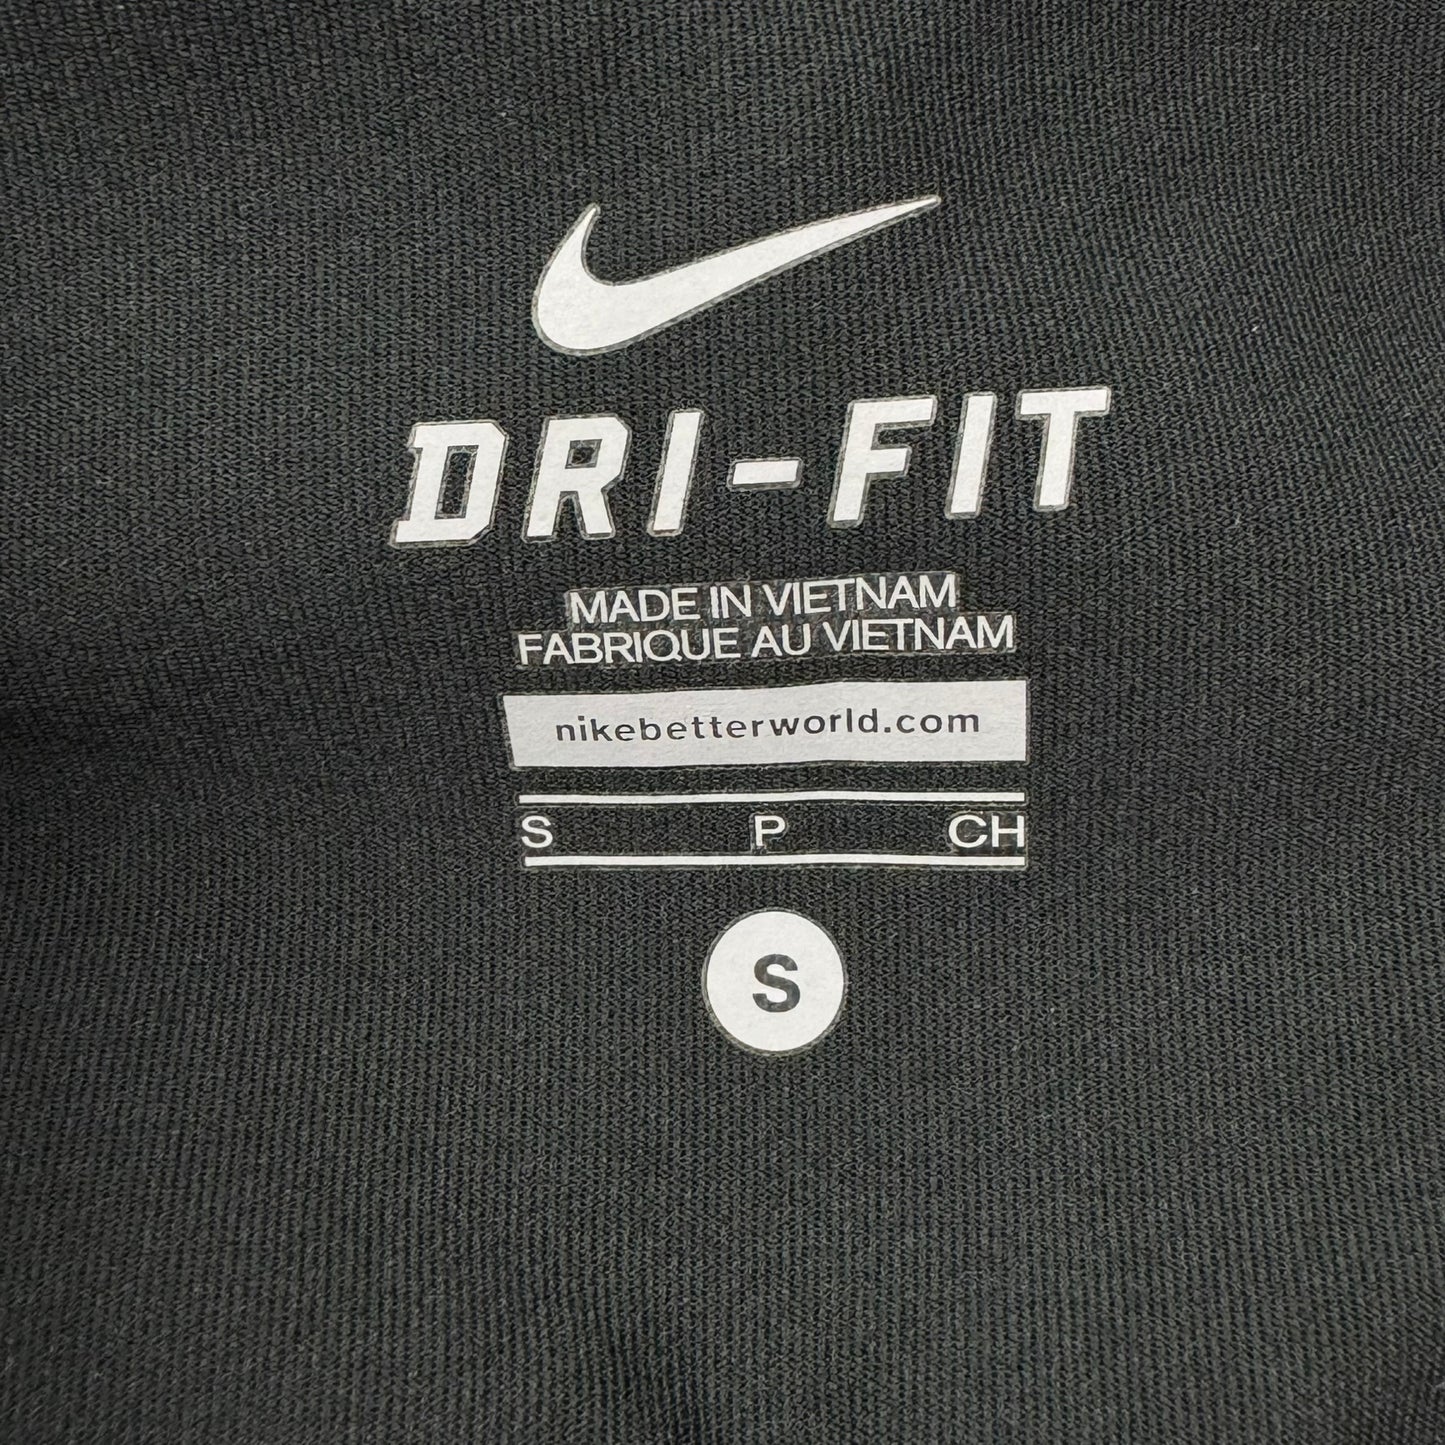 DRI-FIT
MADE IN VIETNAM
FABRIQUE AU VIETNAM
nikebetterworld.com
S P CH
S